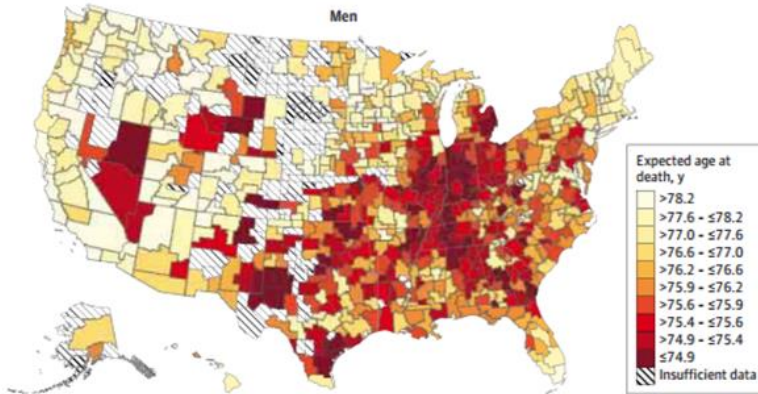 Men
Expected age at
death, y
>78.2
>77.6 - ≤78.2
>77.0 - ≤77.6
>76.6 - ≤77.0
>76.2 - ≤76.6
>75.9 - ≤76.2
>75.6 - ≤75.9
>75.4 - ≤75.6
>74.9 - ≤75.4
≤74.9
Insufficient data